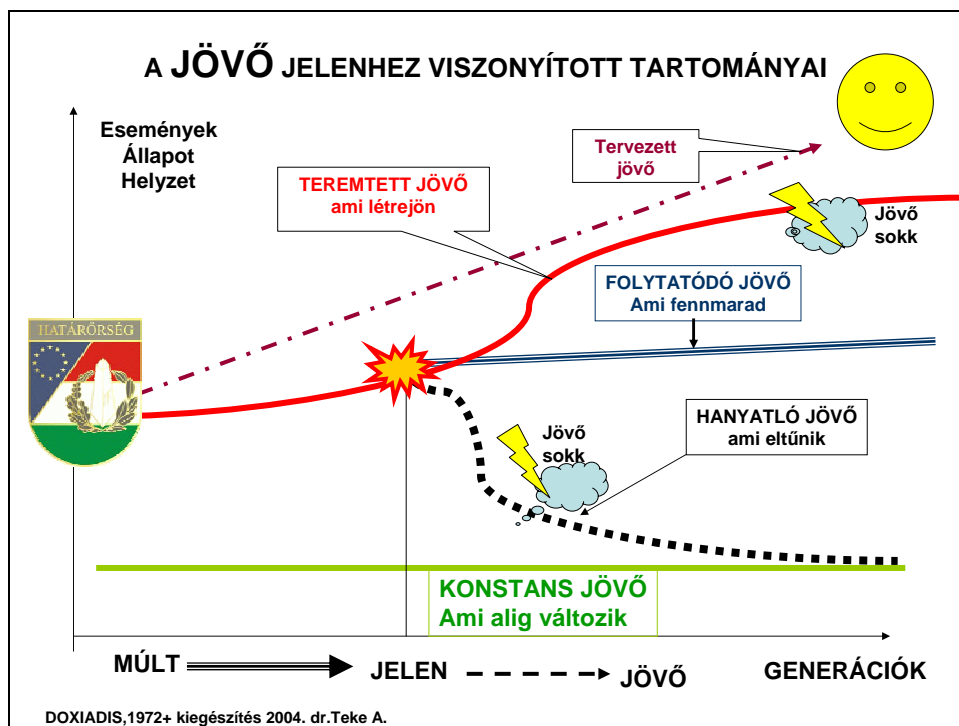 A JÖVŐ JELENHEZ VISZONYÍTOTT TARTOMÁNYAI
Események
Állapot
Helyzet
Tervezett
jövő
TEREMTETT JÖVŐ
ami létrejön
Jövő
sokk
FOLYTATÓDÓ JÖVŐ
Ami fennmarad
HATÁRŐRSÉG
HANYATLÓ JÖVŐ
ami eltűnik
Jövő
sokk
KONSTANS JÖVŐ
Ami alig változik
MÚLT JELEN JÖVŐ GENERÁCIÓK
DOXIADIS,1972+ kiegészítés 2004. dr.Teke A.